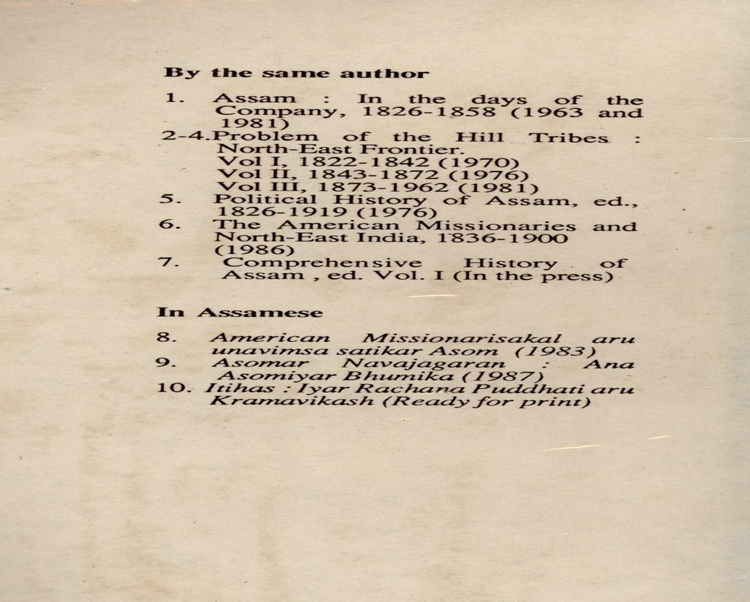 By the same author
1. Assam : In the days of the
Company, 1826-1858 (1963 and
1981)
2-4.Problem of the Hill Tribes :
North-East Frontier.
Vol I, 1822-1842 (1970)
Vol II, 1843-1872 (1976)
Vol III, 1873-1962 (1981)
5. Political History of Assam, ed.,
1826-1919 (1976)
6. The American Missionaries and
North-East India, 1836-1900
(1986)
7. Comprehensive History of
Assam , ed. Vol. I (In the press)
In Assamese
8. American Missionarisakal aru
unavimsa satikar Asom (1983)
9. Asomar Navajagaran : Ana
Asomiyar Bhumika (1987)
10. Itihas : Iyar Rachana Puddhati aru
Kramavikash (Ready for print)